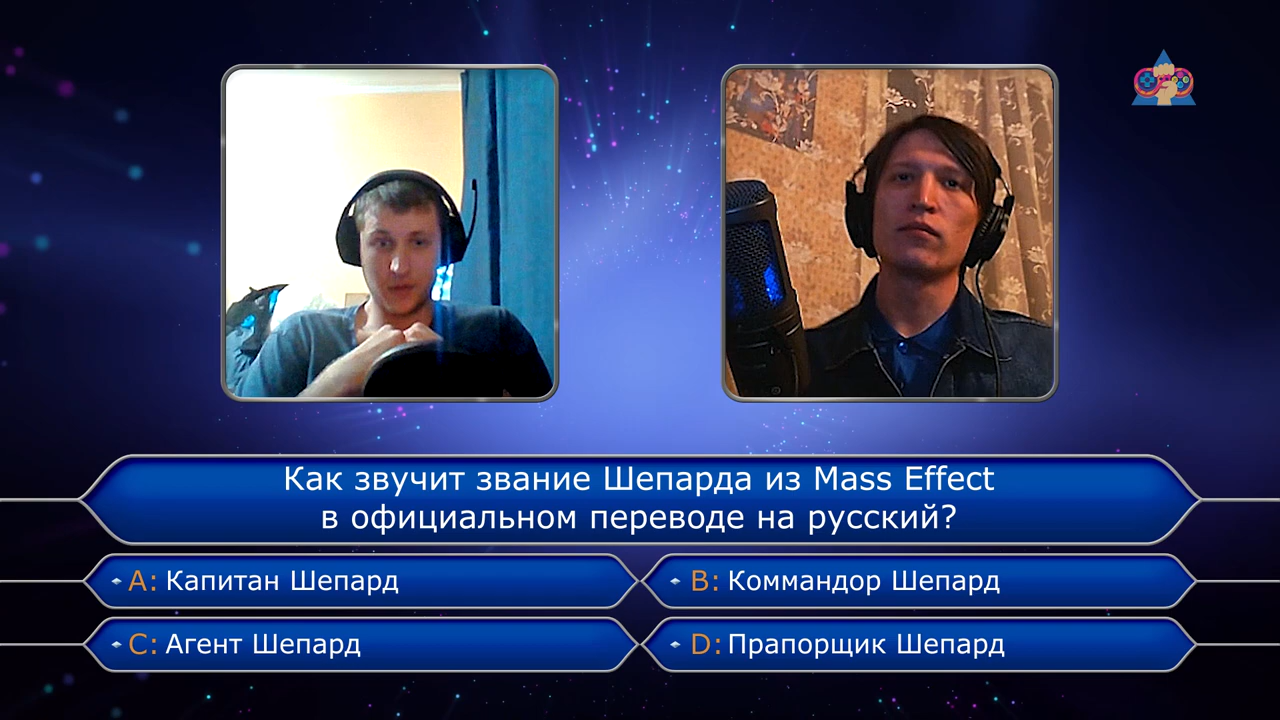 Как звучит звание Шепарда из Mass Effect
в официальном переводе на русский?
A: Капитан Шепард
B: Коммандор Шепард
C: Агент Шепард
D: Прапорщик Шепард